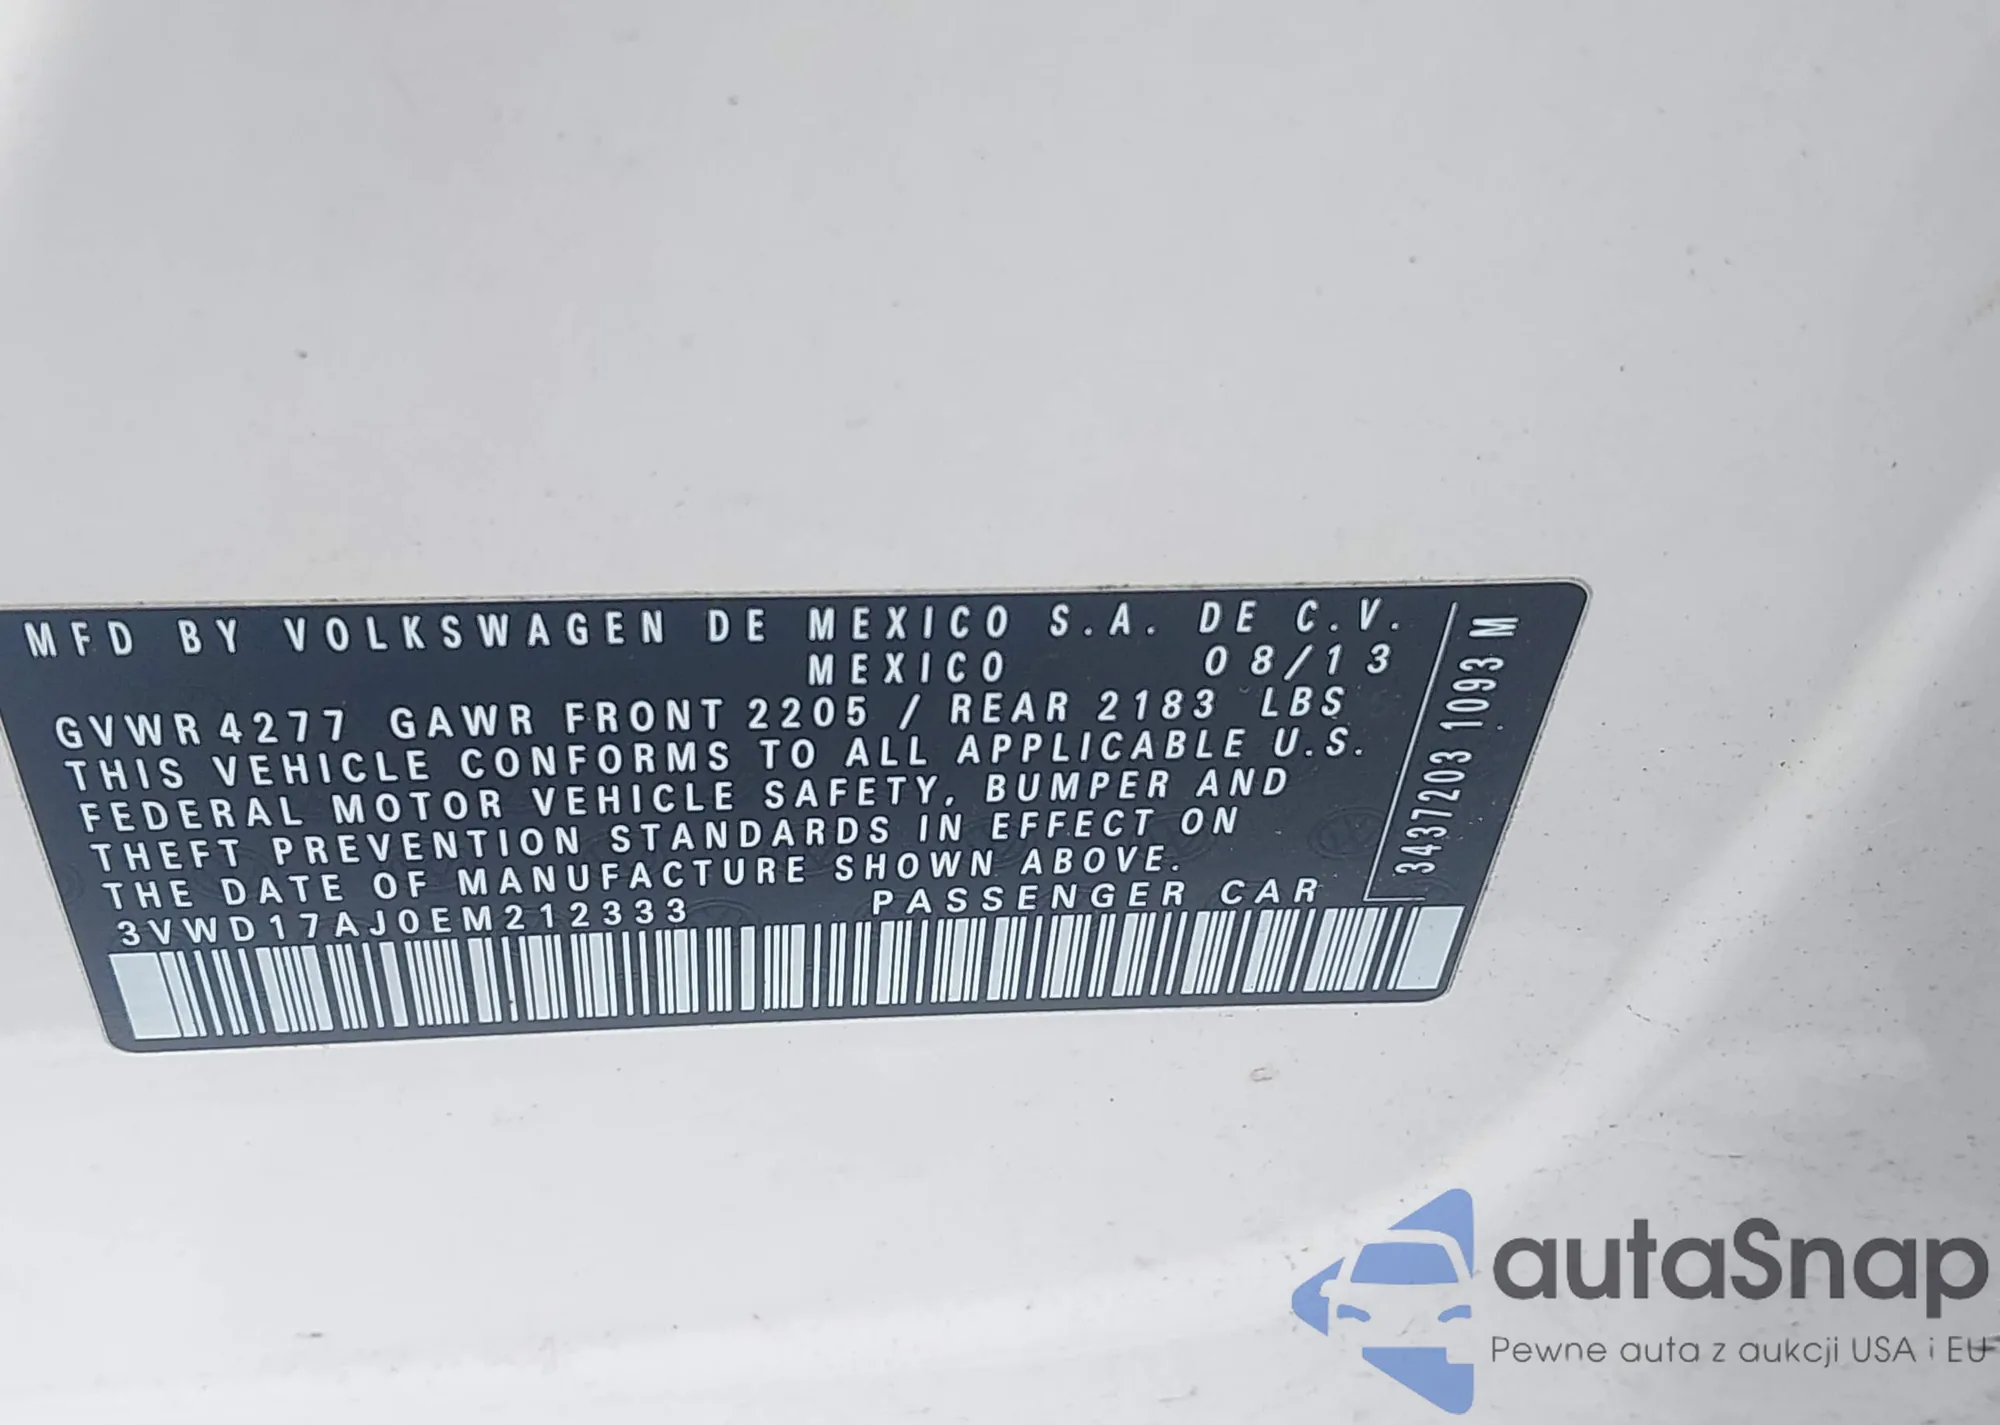 MFD BY VOLKSWAGEN DE MEXICO S.A. DE C.V.
MEXICO 08/13
GVWR 4277 GAWR FRONT 2205 / REAR 2183 LBS
THIS VEHICLE CONFORMS TO ALL APPLICABLE U.S.
FEDERAL MOTOR VEHICLE SAFETY, BUMPER AND
THEFT PREVENTION STANDARDS IN EFFECT ON
THE DATE OF MANUFACTURE SHOWN ABOVE.
3VWD17AJ0EM212333 PASSENGER CAR
3437203 1093 M
autaSnap
Pewne auta z aukcji USA i EU